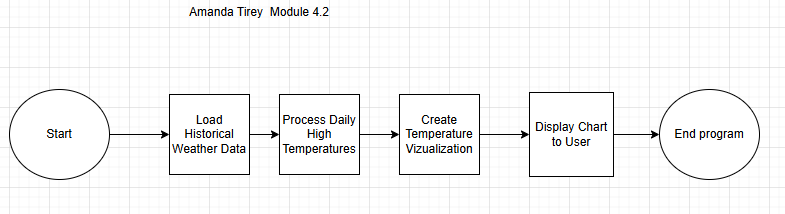 Amanda Tirey  Module 4.2
Start
Load
Historical
Weather Data
Process Daily
High
Temperatures
Create
Temperature
Vizualization
Display Chart
to User
End program